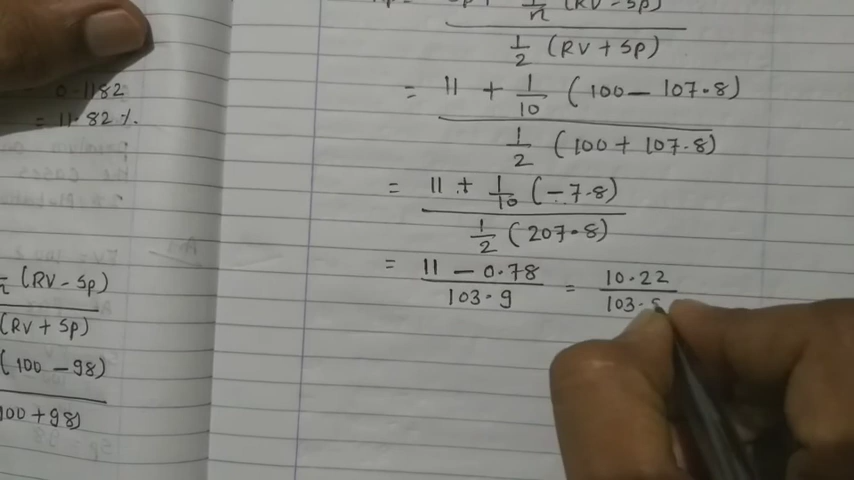 0.1182
= 11.82 %.
(RV - Sp)
(RV + Sp)
(100 - 98)
100 + 98)
1/n (RV - Sp)
1/2 (RV + Sp)
= 11 + 1/10 (100 - 107.8)
1/2 (100 + 107.8)
= 11 + 1/10 (-7.8)
1/2 (207.8)
= 11 - 0.78 = 10.22
103.9 103.